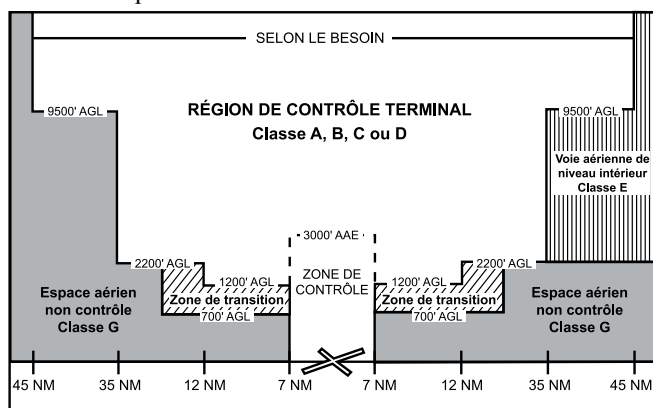 SELON LE BESOIN
9500' AGL
RÉGION DE CONTRÔLE TERMINAL
Classe A, B, C ou D
9500' AGL
Voie aérienne de
niveau intérieur
Classe E
3000' AAE
2200' AGL
2200' AGL
1200' AGL
ZONE DE
CONTRÔLE
1200' AGL
Espace aérien
non contrôle
Classe G
Zone de transition
700' AGL
Zone de transition
700' AGL
Espace aérien
non contrôle
Classe G
45 NM 35 NM 12 NM 7 NM 7 NM 12 NM 35 NM 45 NM